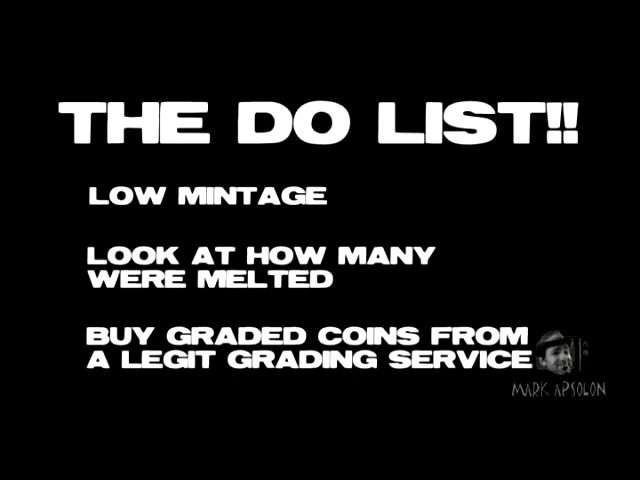 THE DO LIST!!
LOW MINTAGE
LOOK AT HOW MANY
WERE MELTED
BUY GRADED COINS FROM
A LEGIT GRADING SERVICE
MARK APSOLON